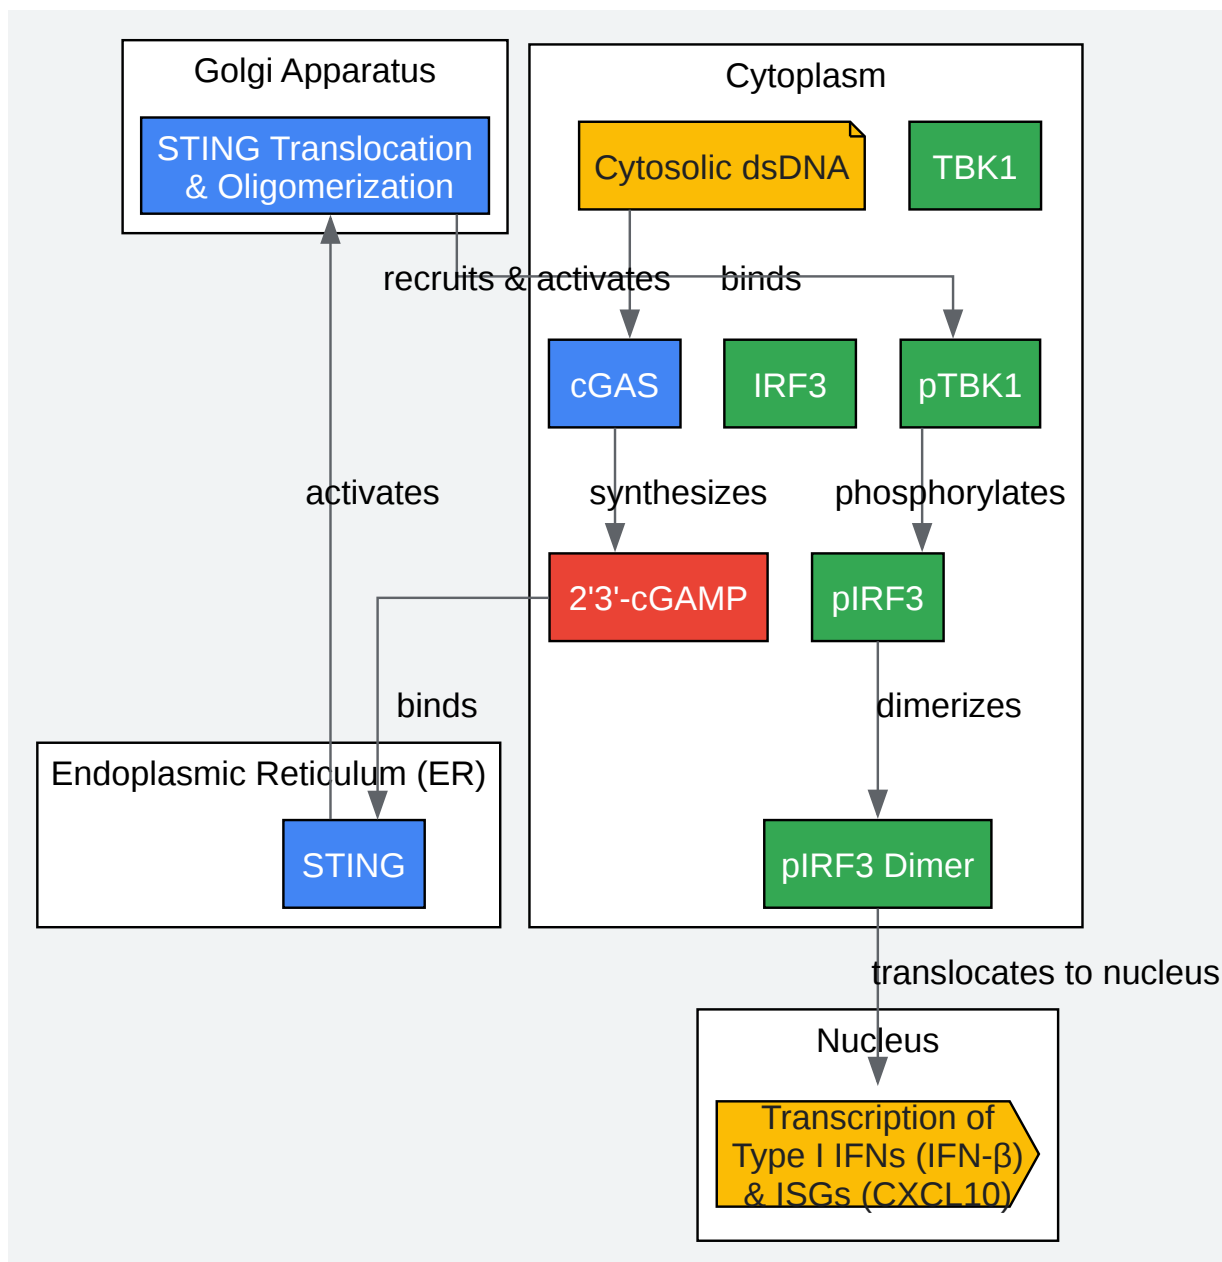 Golgi Apparatus
STING Translocation
& Oligomerization
Cytoplasm
Cytosolic dsDNA
TBK1
recruits & activates
binds
cGAS
IRF3
pTBK1
activates
synthesizes
phosphorylates
2'3'-cGAMP
pIRF3
binds
dimerizes
Endoplasmic Reticulum (ER)
STING
pIRF3 Dimer
translocates to nucleus
Nucleus
Transcription of
Type I IFNs (IFN-β)
& ISGs (CXCL10)